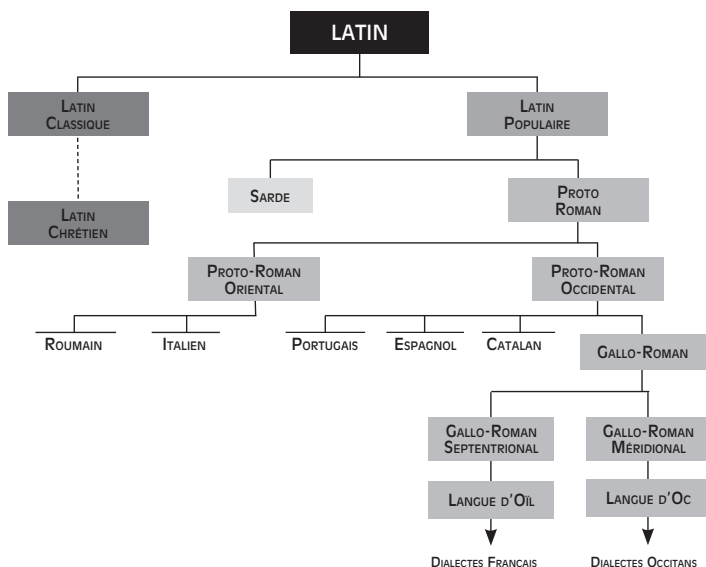 LATIN
LATIN
CLASSIQUE
LATIN
POPULAIRE
SARDE
PROTO
ROMAN
LATIN
CHRÉTIEN
PROTO-ROMAN
ORIENTAL
PROTO-ROMAN
OCCIDENTAL
ROUMAIN
ITALIEN
PORTUGAIS
ESPAGNOL
CATALAN
GALLO-ROMAN
GALLO-ROMAN
SEPTENTRIONAL
GALLO-ROMAN
MÉRIDIONAL
LANGUE D'OÏL
LANGUE D'OC
DIALECTES FRANCAIS
DIALECTES OCCITANS